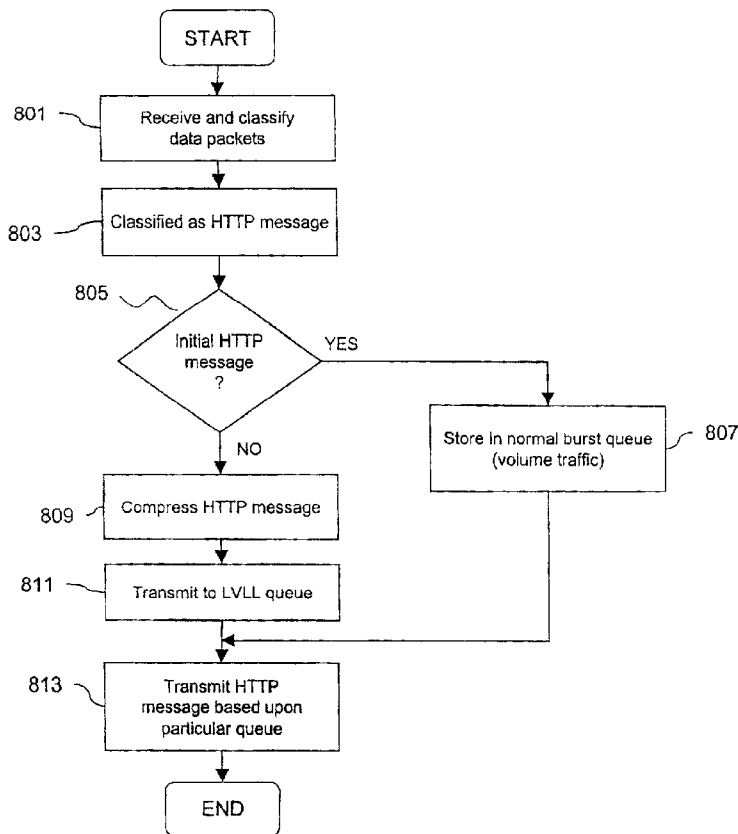 START
801
Receive and classify
data packets
803
Classified as HTTP message
805
Initial HTTP
message
?
YES
NO
Store in normal burst queue
(volume traffic)
807
809
Compress HTTP message
811
Transmit to LVLL queue
813
Transmit HTTP
message based upon
particular queue
END